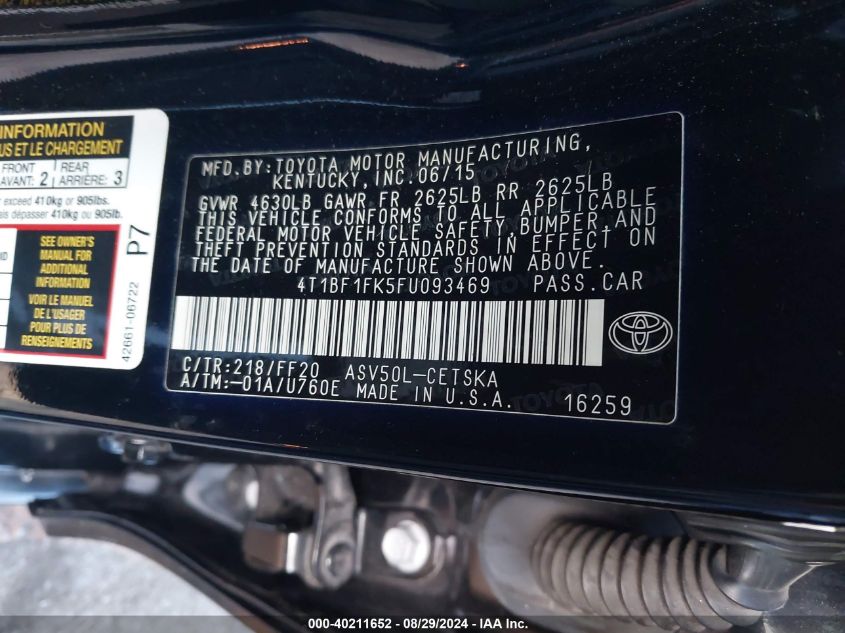 INFORMATION
US ET LE CHARGEMENT
FRONT
AVANT: 2
REAR
ARRIÈRE: 3
exceed 410kg or 905lbs.
is dépasser 410kg ou 905lb.
SEE OWNER'S
MANUAL FOR
ADDITIONAL
INFORMATION
VOIR LE MANUEL
DE L'USAGER
POUR PLUS DE
RENSEIGNEMENTS
P7
42661-06722
MFD.BY:TOYOTA MOTOR MANUFACTURING,
KENTUCKY, INC.06/15
GVWR 4630LB GAWR FR 2625LB RR 2625LB
THIS VEHICLE CONFORMS TO ALL APPLICABLE
FEDERAL MOTOR VEHICLE SAFETY,BUMPER,AND
THEFT PREVENTION STANDARDS IN EFFECT ON
THE DATE OF MANUFACTURE SHOWN ABOVE.
4T1BF1FK5FU093469 PASS.CAR
C/TR:218/FF20 ASV50L-CETSKA
A/TM:-01A/U760E MADE IN U.S.A. 16259
TOYOTA
000-40211652 - 08/29/2024 - IAA Inc.